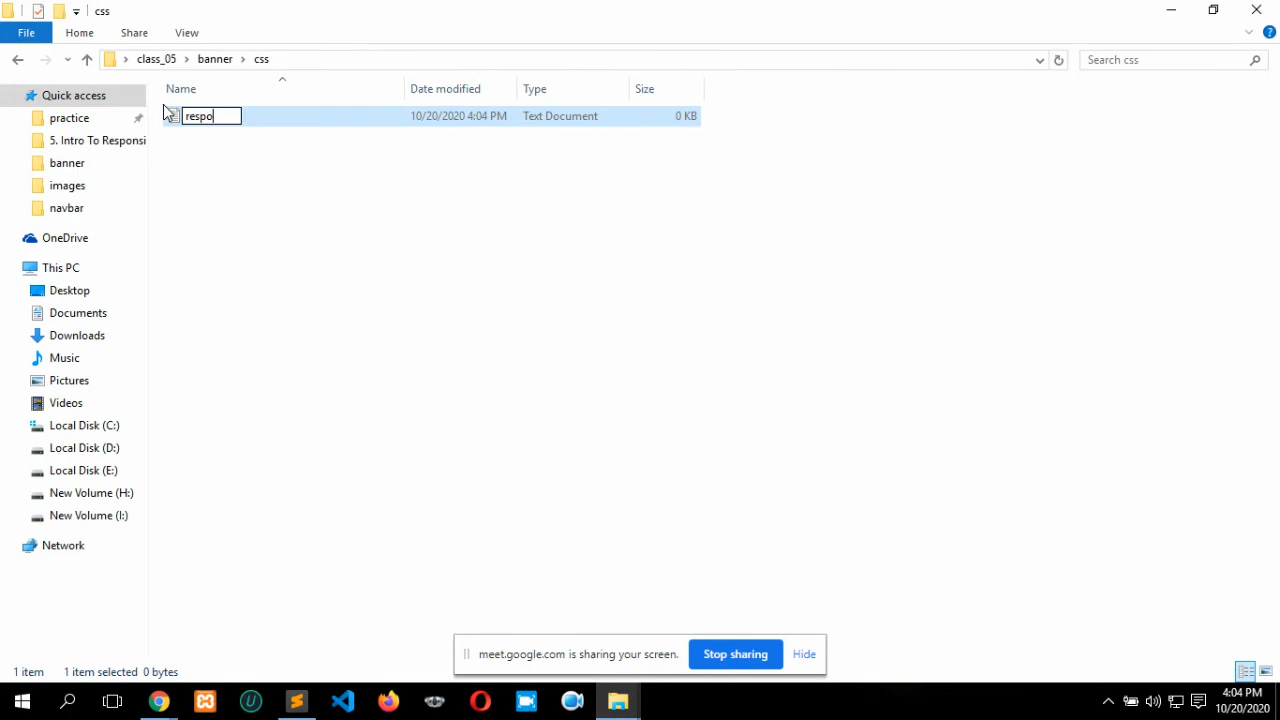 css
File
Home
Share
View
class_05
banner
css
Search css
Name
Date modified
Type
Size
Quick access
respo
10/20/2020 4:04 PM
Text Document
0 KB
practice
5. Intro To Responsi
banner
images
navbar
OneDrive
This PC
Desktop
Documents
Downloads
Music
Pictures
Videos
Local Disk (C:)
Local Disk (D:)
Local Disk (E:)
New Volume (H:)
New Volume (I:)
Network
meet.google.com is sharing your screen.
Stop sharing
Hide
1 item
1 item selected 0 bytes
4:04 PM
10/20/2020